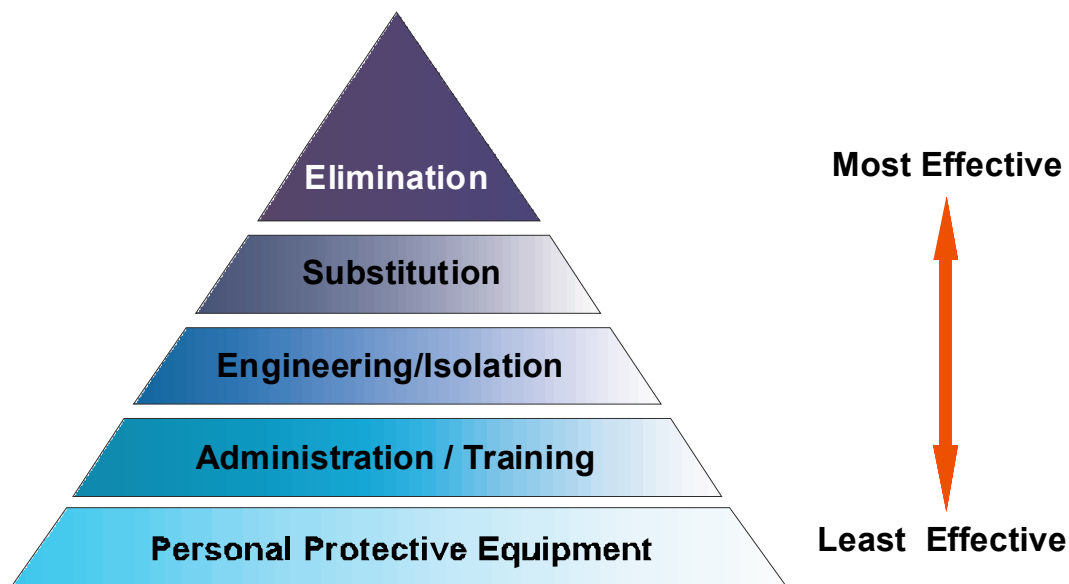 Elimination
Most Effective
Substitution
Engineering/Isolation
Administration / Training
Personal Protective Equipment
Least Effective